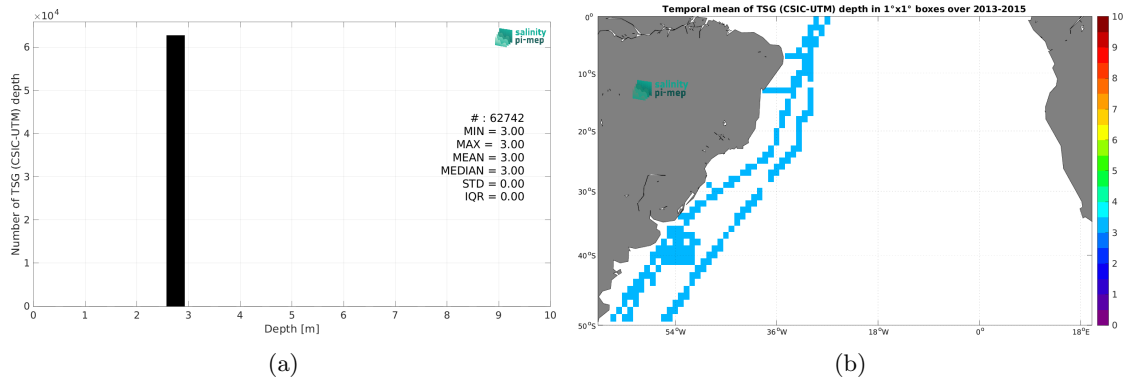 ×10⁴
6
5
4
3
2
1
0
Number of TSG (CSIC-UTM) depth
salinity
pi-mep
# : 62742
MIN = 3.00
MAX = 3.00
MEAN = 3.00
MEDIAN = 3.00
STD = 0.00
IQR = 0.00
0 1 2 3 4 5 6 7 8 9 10
Depth [m]
(a)
Temporal mean of TSG (CSIC-UTM) depth in 1°x1° boxes over 2013-2015
0°
10°S
20°S
30°S
40°S
50°S
salinity
pi-mep
54°W 36°W 18°W 0° 18°E
10
9
8
7
6
5
4
3
2
1
0
(b)